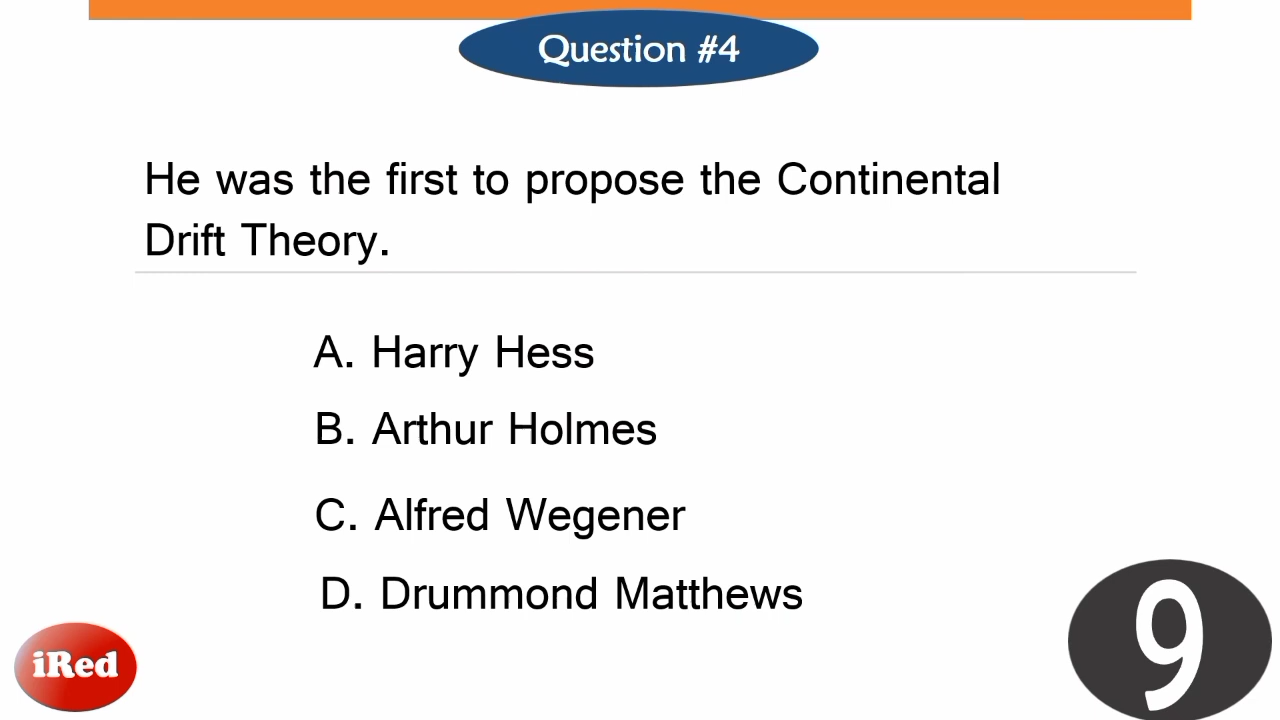 Question #4
He was the first to propose the Continental
Drift Theory.
A. Harry Hess
B. Arthur Holmes
C. Alfred Wegener
D. Drummond Matthews
iRed
9